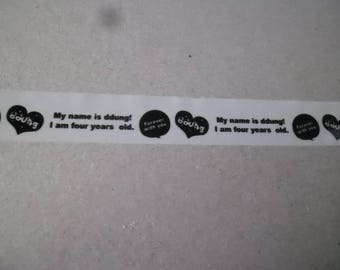 ddung
My name is ddung!
I am four years old.
Forever
with you
ddung
My name is ddung!
I am four years old.
Forever
with you
ddung